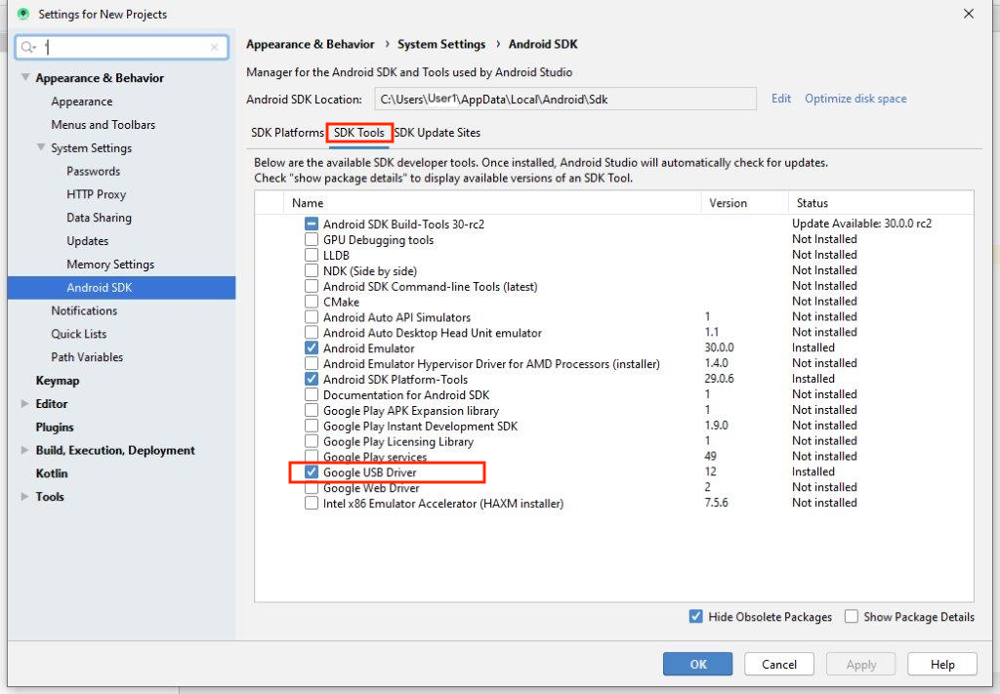 Settings for New Projects
'
Appearance & Behavior
Appearance
Menus and Toolbars
System Settings
Passwords
HTTP Proxy
Data Sharing
Updates
Memory Settings
Android SDK
Notifications
Quick Lists
Path Variables
Keymap
Editor
Plugins
Build, Execution, Deployment
Kotlin
Tools
Appearance & Behavior › System Settings › Android SDK
Manager for the Android SDK and Tools used by Android Studio
Android SDK Location: C:\Users\User1\AppData\Local\Android\Sdk Edit Optimize disk space
SDK Platforms SDK Tools SDK Update Sites
Below are the available SDK developer tools. Once installed, Android Studio will automatically check for updates.
Check "show package details" to display available versions of an SDK Tool.
Name Version Status
Android SDK Build-Tools 30-rc2 Update Available: 30.0.0 rc2
GPU Debugging tools Not Installed
LLDB Not Installed
NDK (Side by side) Not Installed
Android SDK Command-line Tools (latest) Not Installed
CMake Not Installed
Android Auto API Simulators 1 Not installed
Android Auto Desktop Head Unit emulator 1.1 Not installed
Android Emulator 30.0.0 Installed
Android Emulator Hypervisor Driver for AMD Processors (installer) 1.4.0 Not installed
Android SDK Platform-Tools 29.0.6 Installed
Documentation for Android SDK 1 Not installed
Google Play APK Expansion library 1 Not installed
Google Play Instant Development SDK 1.9.0 Not installed
Google Play Licensing Library 1 Not installed
Google Play services 49 Not installed
Google USB Driver 12 Installed
Google Web Driver 2 Not installed
Intel x86 Emulator Accelerator (HAXM installer) 7.5.6 Not installed
Hide Obsolete Packages Show Package Details
OK Cancel Apply Help